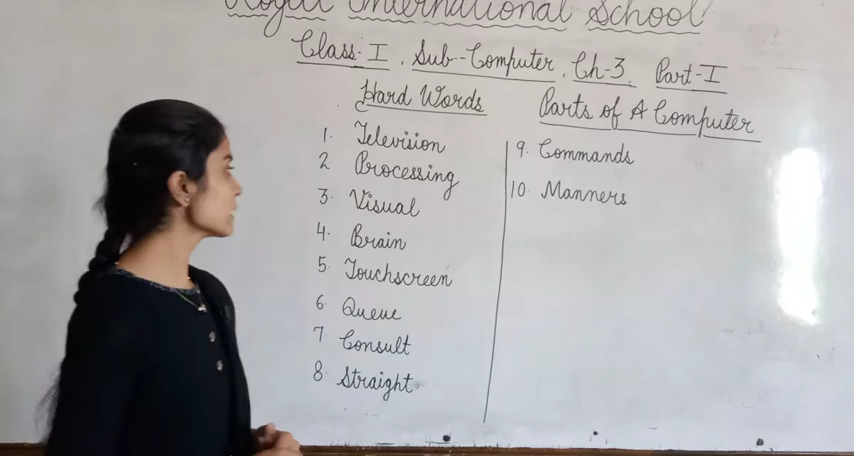 Royal International School
Class-I, Sub-Computer, Ch-3, Part-I
Hard Words
Parts of A Computer
1. Television
2 Processing
3. Visual
4. Brain
5. Touchscreen
6 Queue
7 Consult
8. Straight
9. Commands
10. Manners